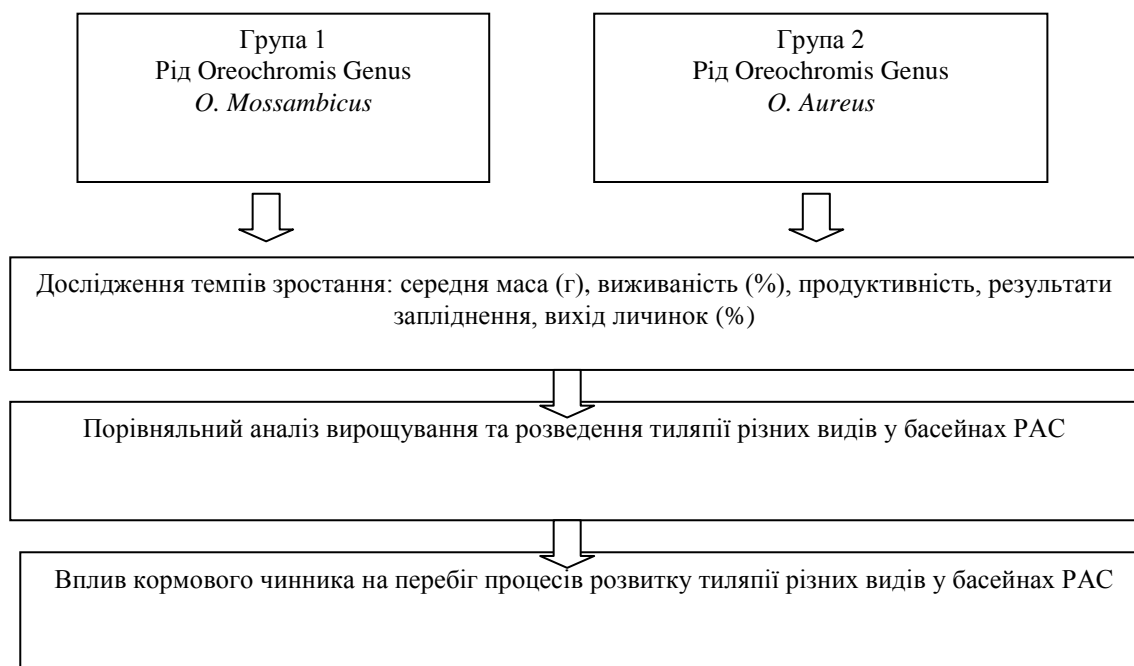 Група 1
Рід Oreochromis Genus
O. Mossambicus
Група 2
Рід Oreochromis Genus
O. Aureus
Дослідження темпів зростання: середня маса (г), виживаність (%), продуктивність, результати
запліднення, вихід личинок (%)
Порівняльний аналіз вирощування та розведення тиляпії різних видів у басейнах РАС
Вплив кормового чинника на перебіг процесів розвитку тиляпії різних видів у басейнах РАС